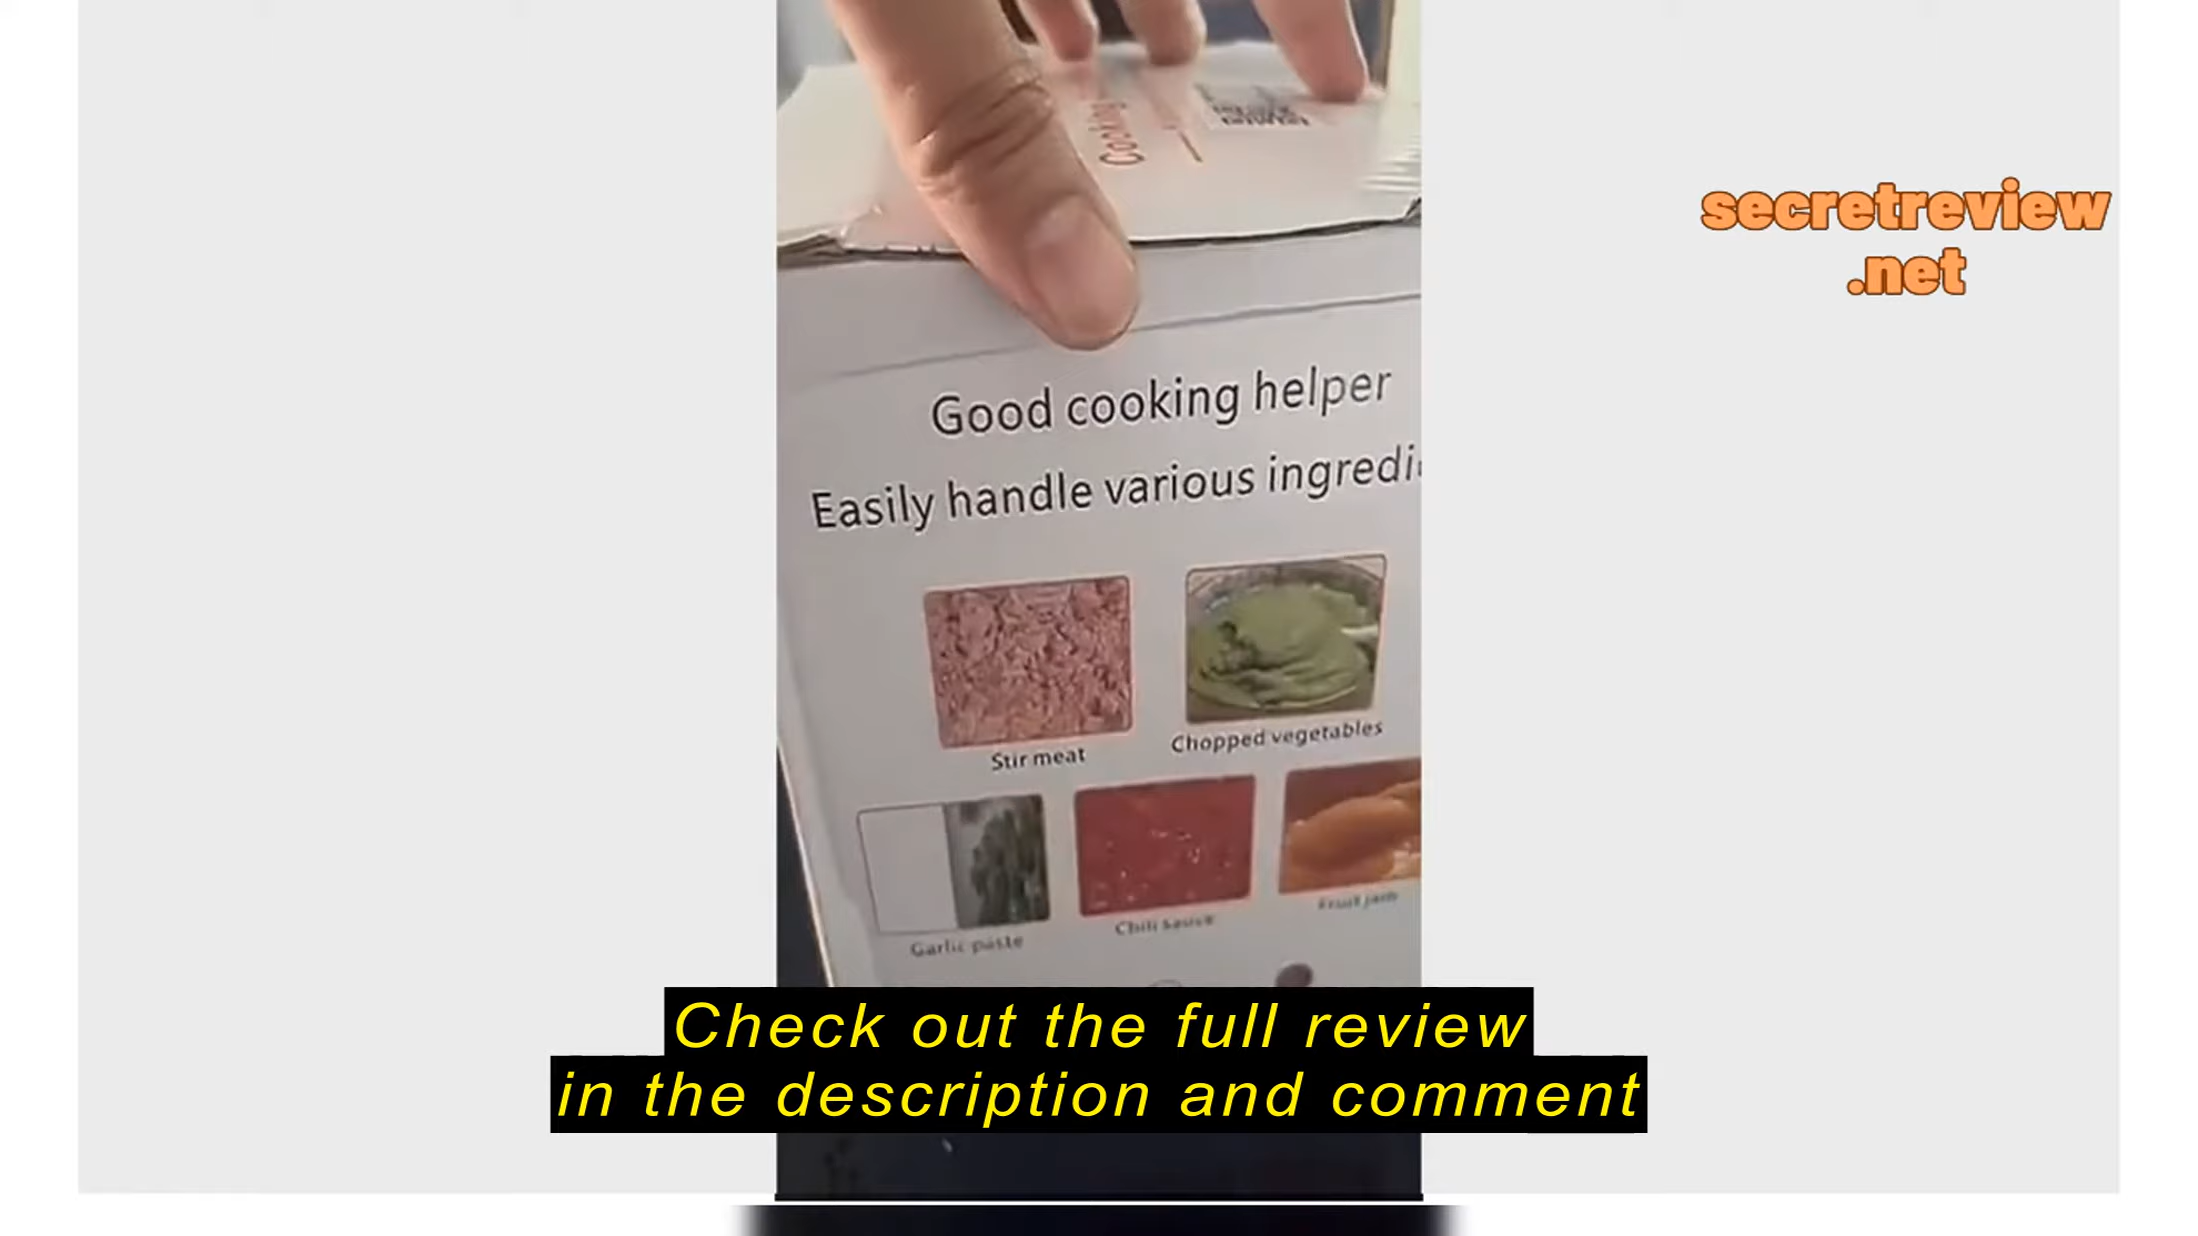 secretreview
.net
Cooking
Good cooking helper
Easily handle various ingredi
Stir meat
Chopped vegetables
Garlic paste
Chili sauce
Fruit jam
Check out the full review
in the description and comment